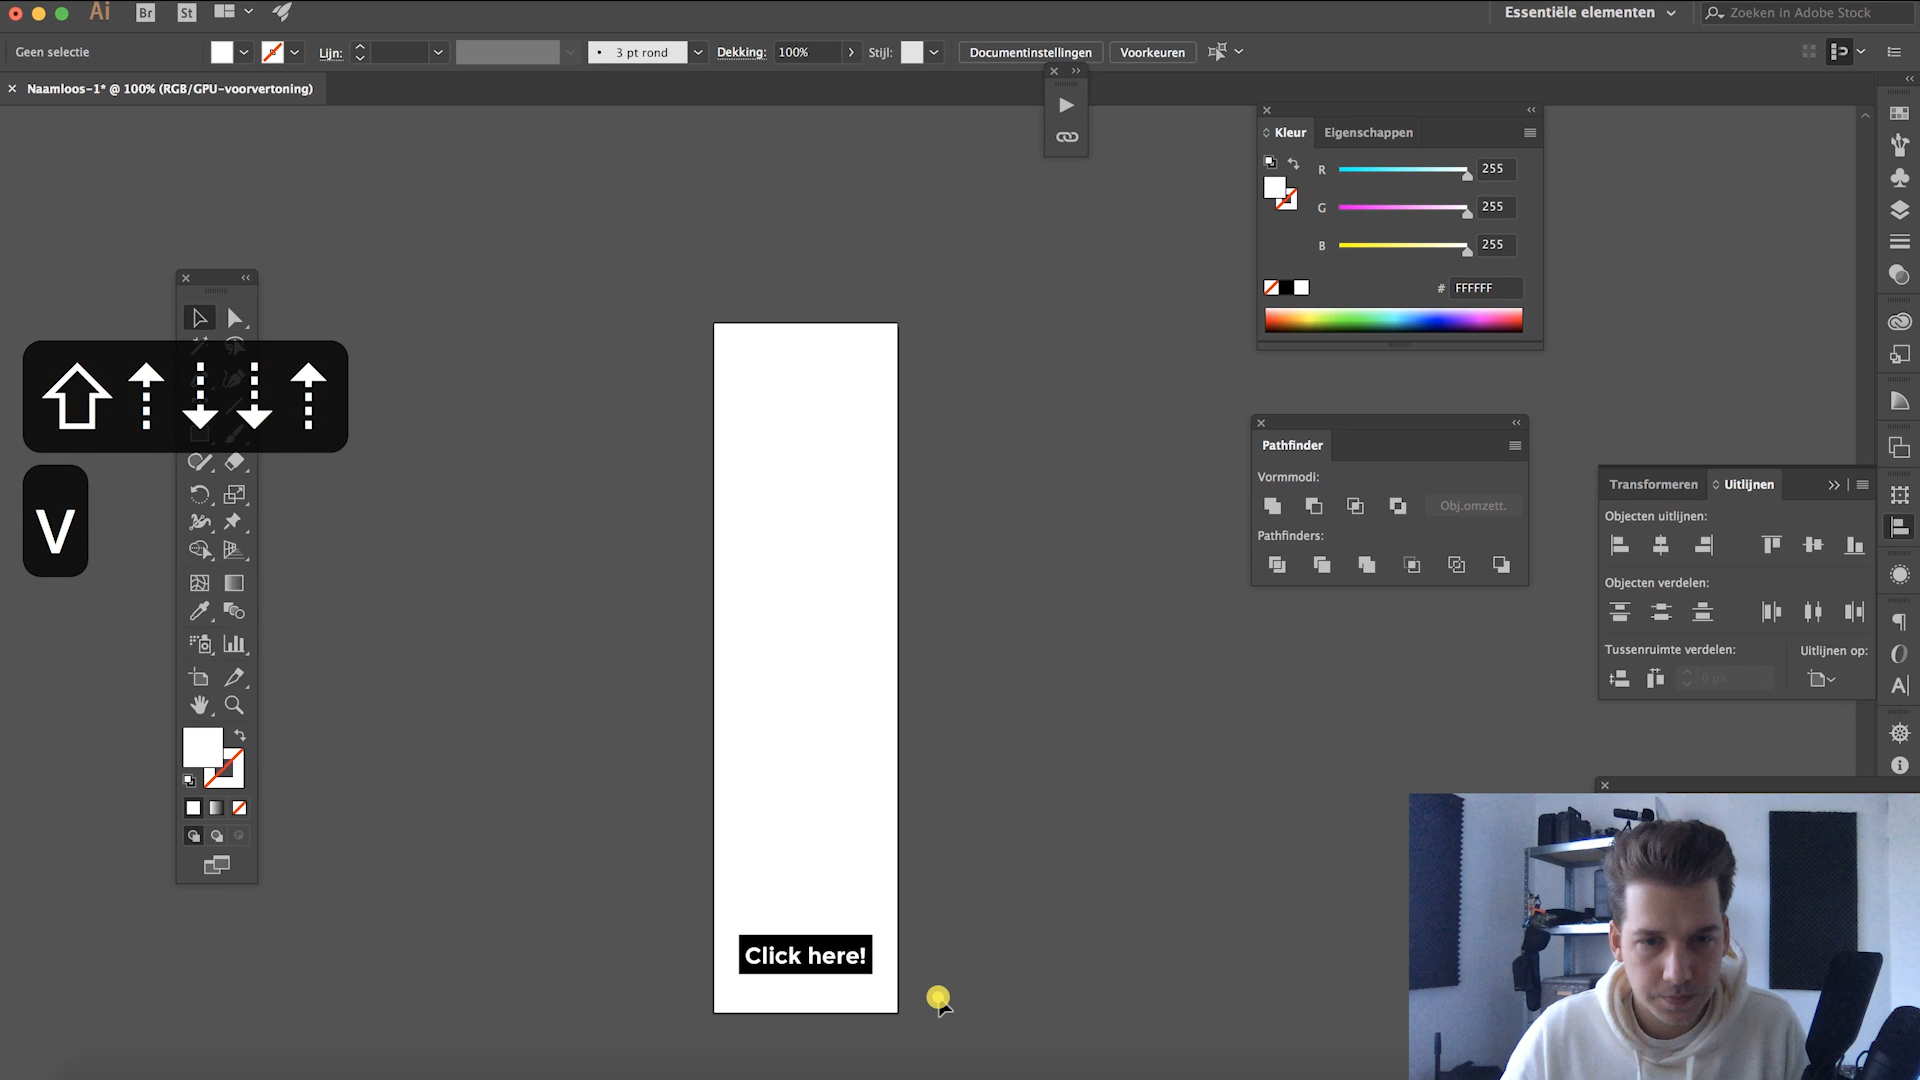 Ai
Br
St
Essentiële elementen
Zoeken in Adobe Stock
Geen selectie
Lijn:
3 pt rond
Dekking:
100%
Stijl:
Documentinstellingen
Voorkeuren
Naamloos-1* @ 100% (RGB/GPU-voorvertoning)
Kleur
Eigenschappen
R
255
G
255
B
255
# FFFFFF
Pathfinder
Vormmodi:
Obj.omzett.
Pathfinders:
Transformeren
Uitlijnen
Objecten uitlijnen:
Objecten verdelen:
Tussenruimte verdelen:
Uitlijnen op:
0 px
V
Click here!